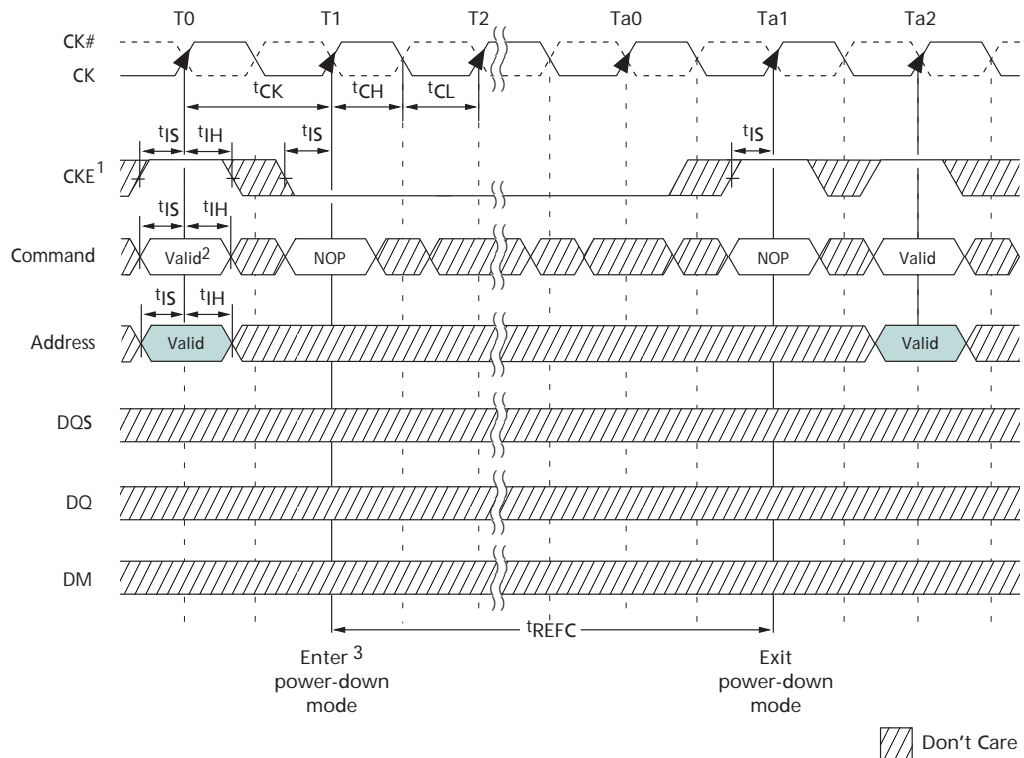 T0 T1 T2 Ta0 Ta1 Ta2
CK#
CK
tCK tCH tCL
tIS tIH tIS tIS
CKE1
tIS tIH
Command Valid2 NOP NOP Valid
tIS tIH
Address Valid Valid
DQS
DQ
DM
tREFC
Enter 3
power-down
mode
Exit
power-down
mode
Don't Care